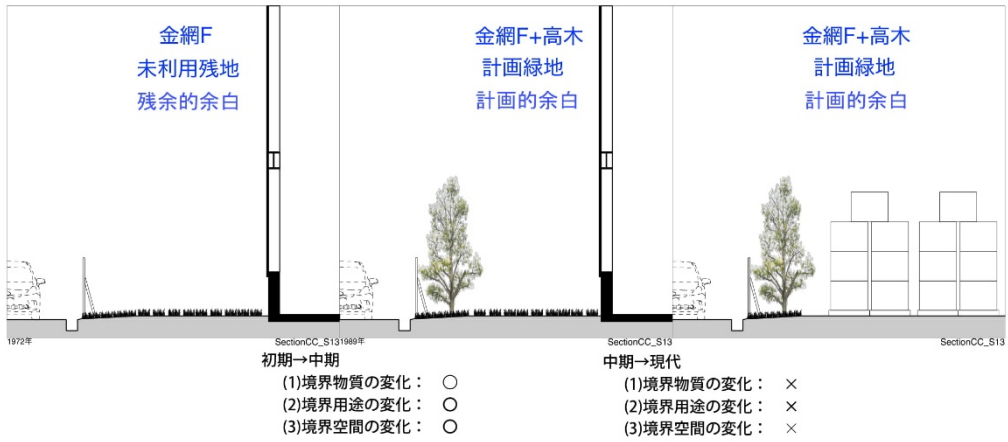 金網F
未利用残地
残余的余白
金網F+高木
計画緑地
計画的余白
金網F+高木
計画緑地
計画的余白
1972年
SectionCC_S13
1989年
SectionCC_S13
SectionCC_S13
初期→中期
(1)境界物質の変化： ○
(2)境界用途の変化： ○
(3)境界空間の変化： ○
中期→現代
(1)境界物質の変化： ×
(2)境界用途の変化： ×
(3)境界空間の変化： ×